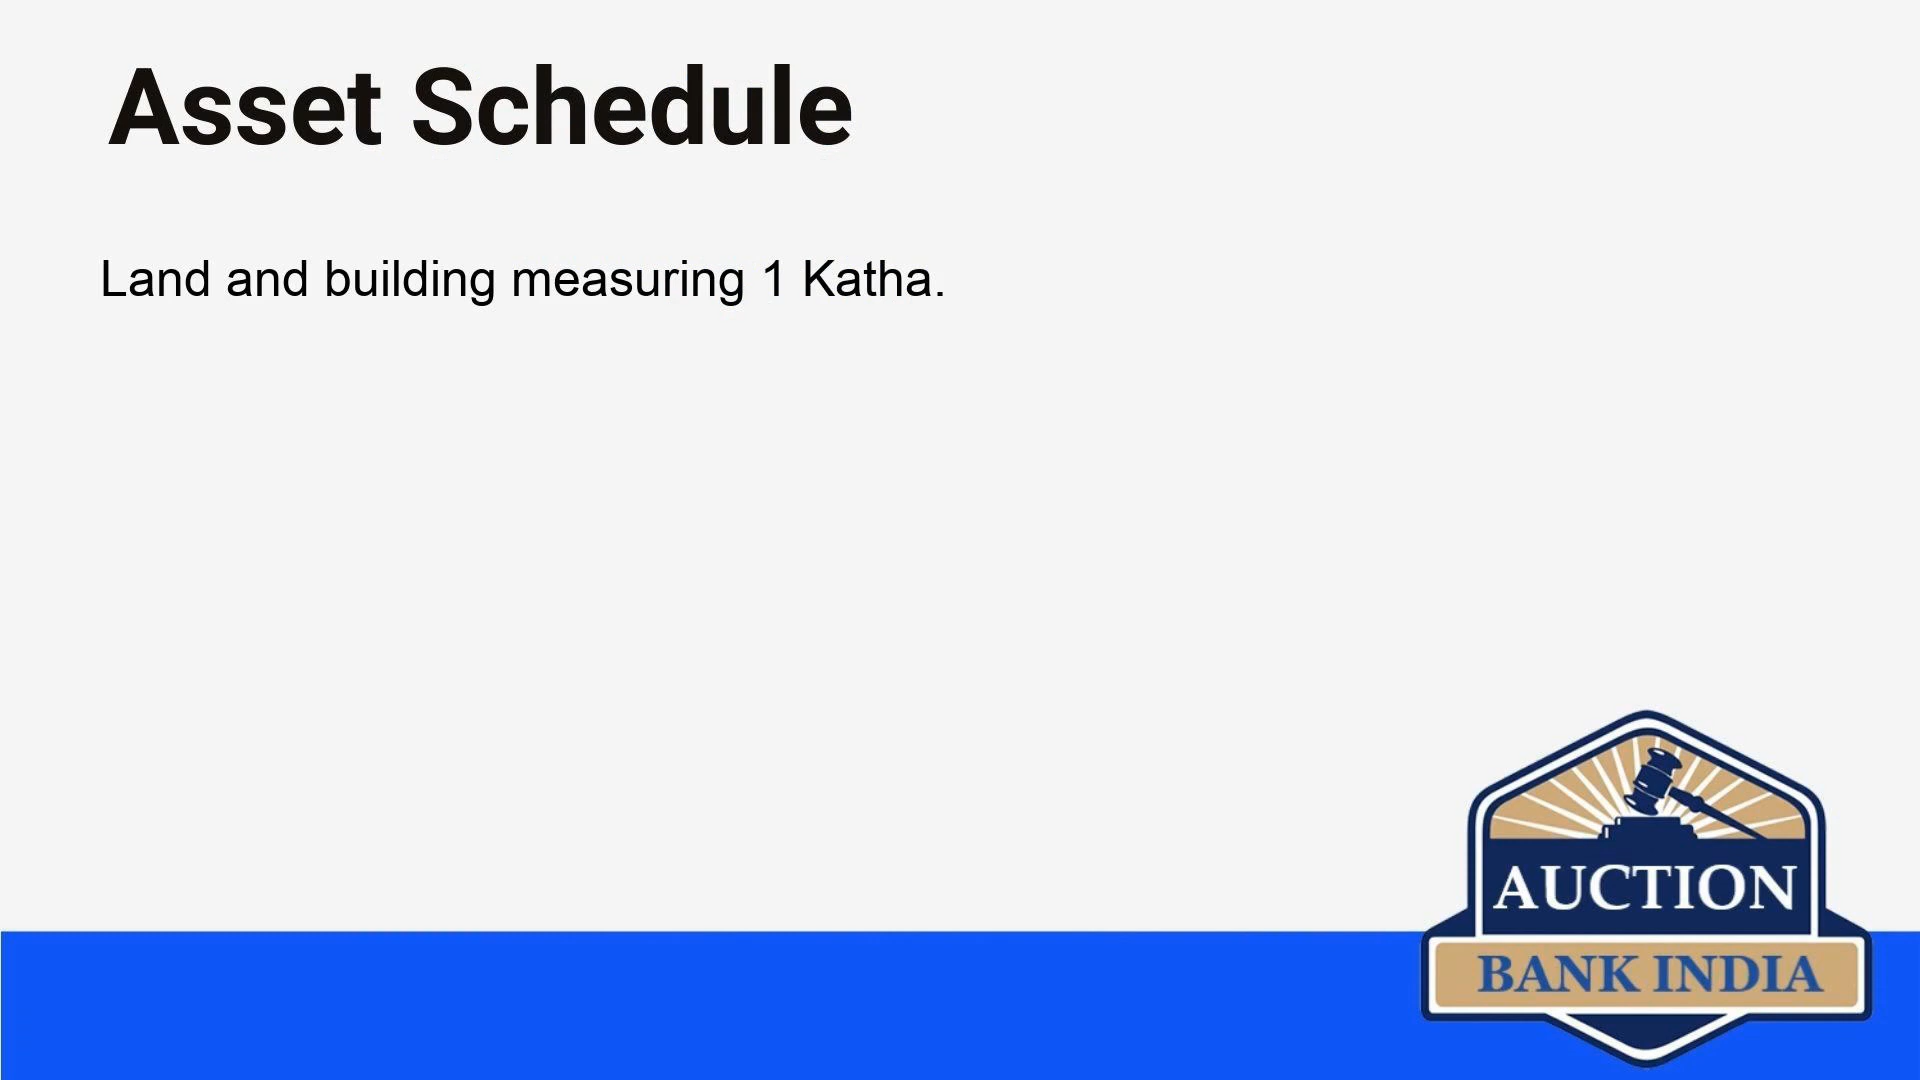 Asset Schedule
Land and building measuring 1 Katha.
AUCTION
BANK INDIA